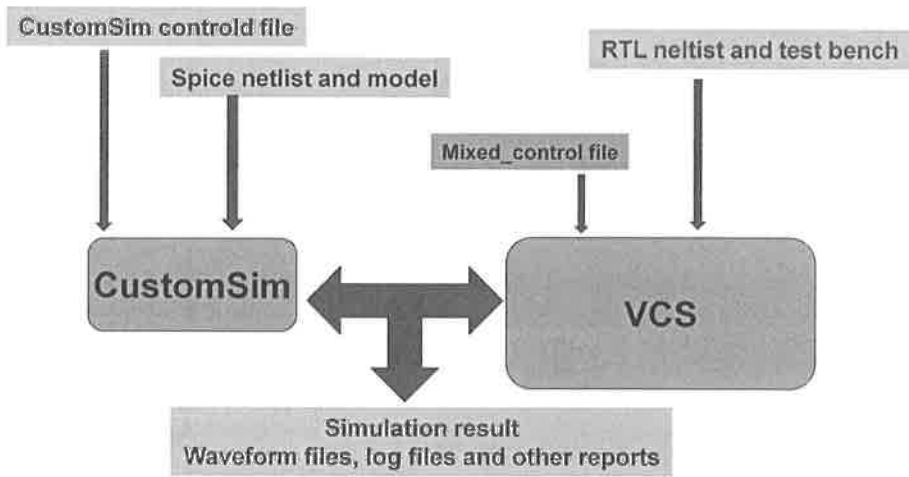 CustomSim controld file
Spice netlist and model
RTL neltist and test bench
Mixed_control file
CustomSim
VCS
Simulation result
Waveform files, log files and other reports